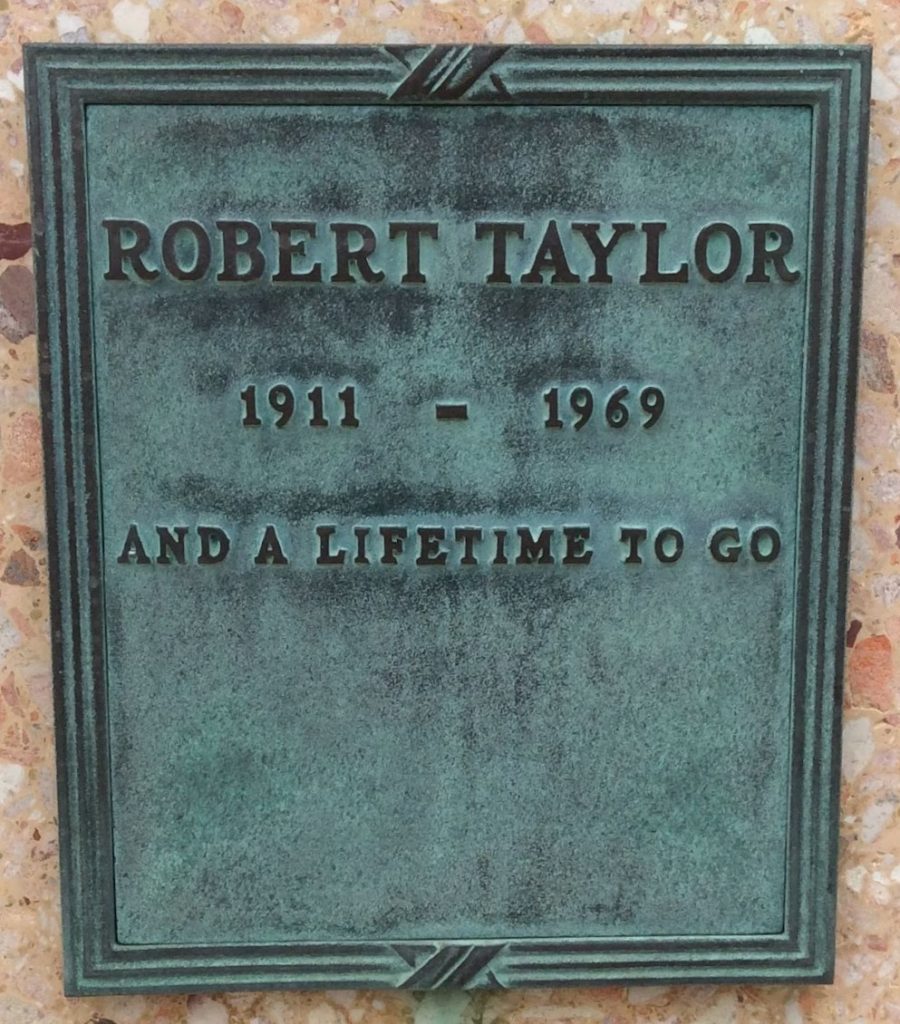 ROBERT TAYLOR
1911 - 1969
AND A LIFETIME TO GO